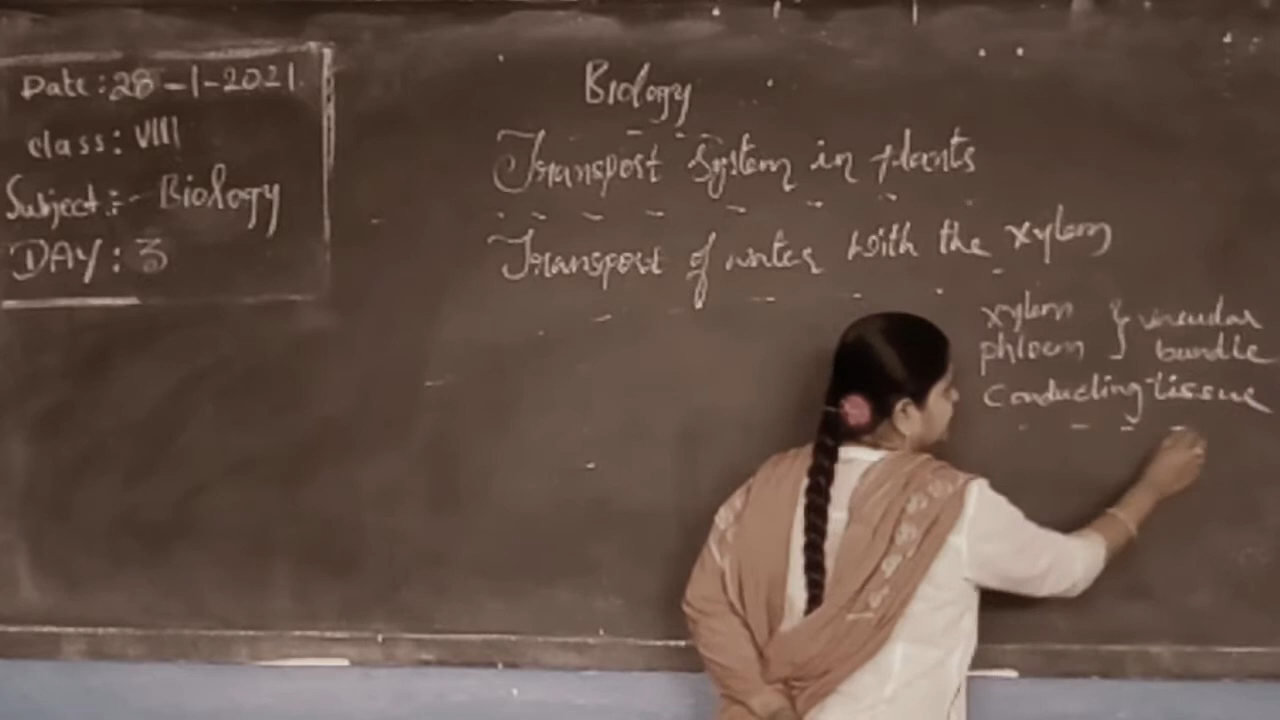 Date : 28-1-2021
class : VIII
Subject :- Biology
DAY : 3
Biology
Transport System in plants
Transport of water with the xylem
xylem
phloem } vascular bundle
Conducting tissue